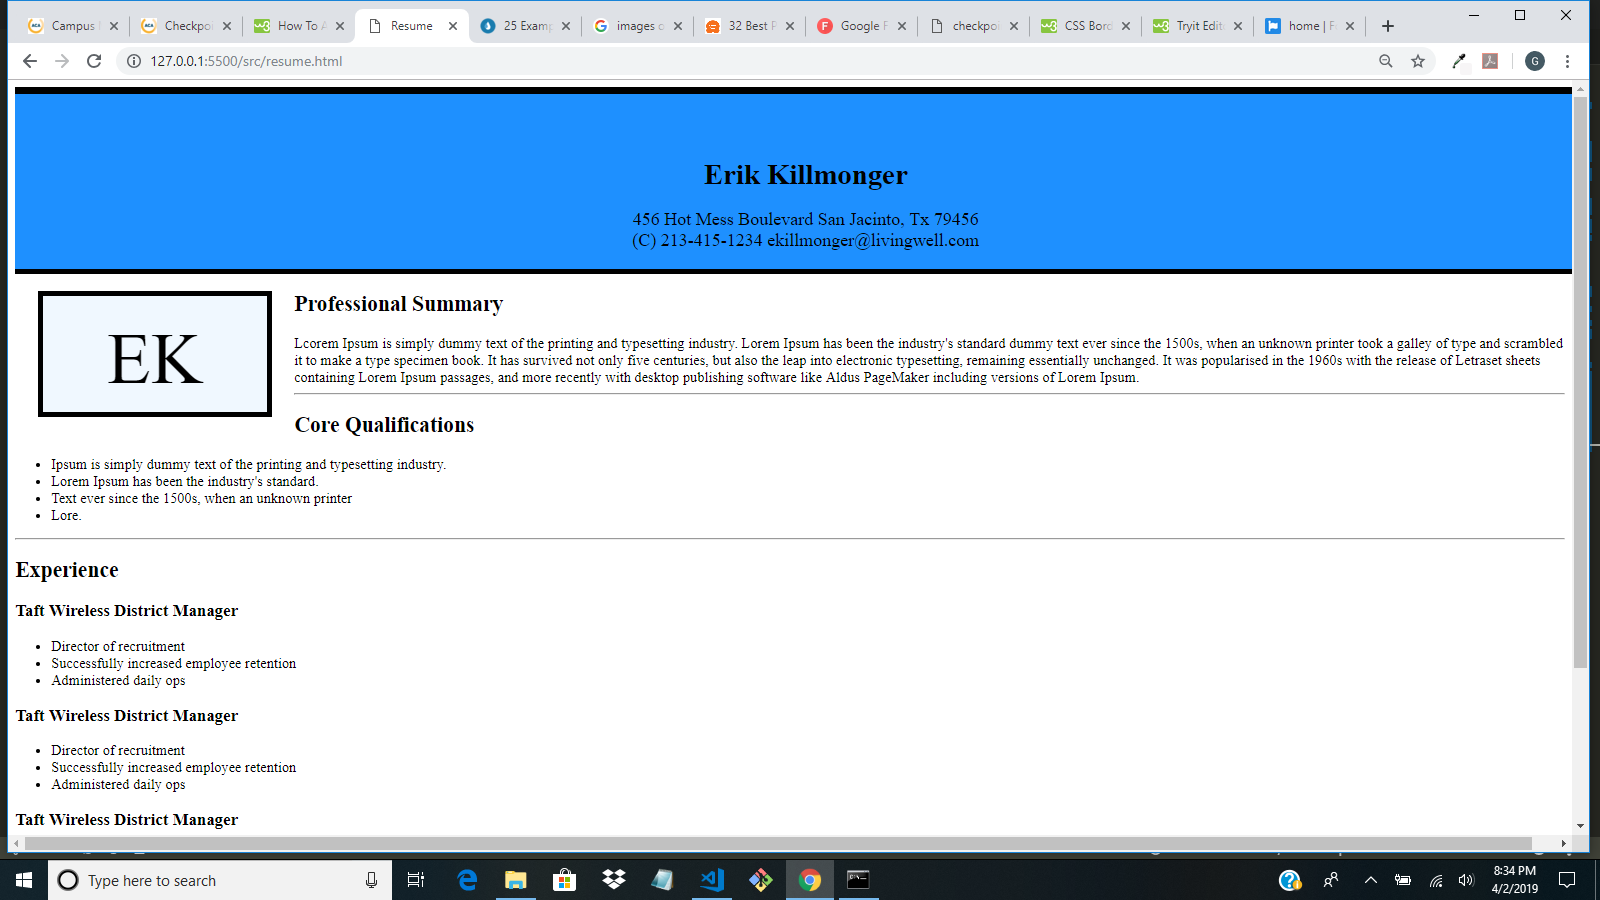 Campus
Checkpo
How To A
Resume
25 Examp
images o
32 Best P
Google F
checkpoi
CSS Bord
Tryit Edit
home | F
127.0.0.1:5500/src/resume.html
G
Erik Killmonger
456 Hot Mess Boulevard San Jacinto, Tx 79456
(C) 213-415-1234 ekillmonger@livingwell.com
EK
Professional Summary
Lcorem Ipsum is simply dummy text of the printing and typesetting industry. Lorem Ipsum has been the industry's standard dummy text ever since the 1500s, when an unknown printer took a galley of type and scrambled
it to make a type specimen book. It has survived not only five centuries, but also the leap into electronic typesetting, remaining essentially unchanged. It was popularised in the 1960s with the release of Letraset sheets
containing Lorem Ipsum passages, and more recently with desktop publishing software like Aldus PageMaker including versions of Lorem Ipsum.
Core Qualifications
Ipsum is simply dummy text of the printing and typesetting industry.
Lorem Ipsum has been the industry's standard.
Text ever since the 1500s, when an unknown printer
Lore.
Experience
Taft Wireless District Manager
Director of recruitment
Successfully increased employee retention
Administered daily ops
Taft Wireless District Manager
Director of recruitment
Successfully increased employee retention
Administered daily ops
Taft Wireless District Manager
Type here to search
8:34 PM
4/2/2019